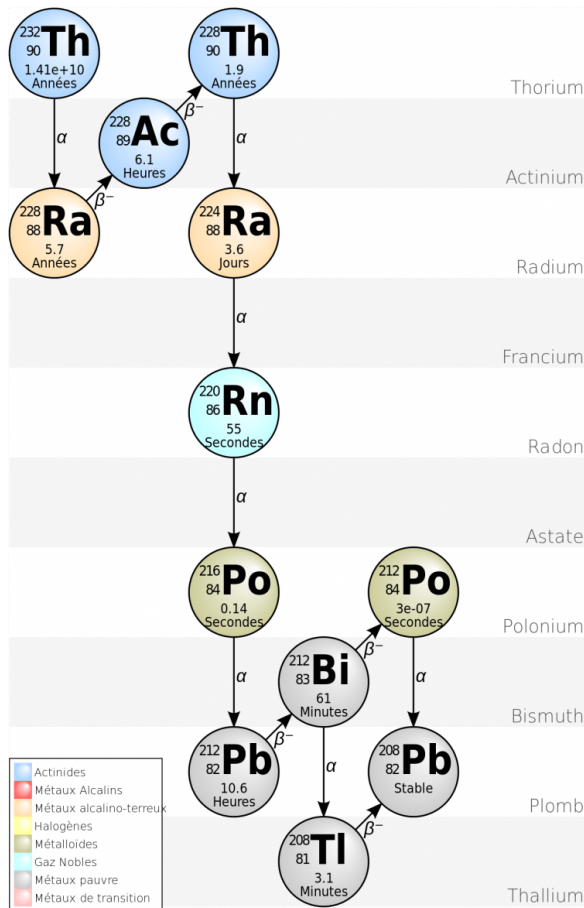 232
90
Th
1.41e+10
Années
228
90
Th
1.9
Années
Thorium
α
β⁻
228
89
Ac
6.1
Heures
α
Actinium
β⁻
228
88
Ra
5.7
Années
224
88
Ra
3.6
Jours
Radium
α
Francium
220
86
Rn
55
Secondes
Radon
α
Astate
216
84
Po
0.14
Secondes
212
84
Po
3e-07
Secondes
Polonium
α
212
83
Bi
61
Minutes
β⁻
α
Bismuth
β⁻
212
82
Pb
10.6
Heures
α
208
82
Pb
Stable
Plomb
β⁻
208
81
Tl
3.1
Minutes
Thallium
Actinides
Métaux Alcalins
Métaux alcalino-terreux
Halogènes
Métalloïdes
Gaz Nobles
Métaux pauvre
Métaux de transition